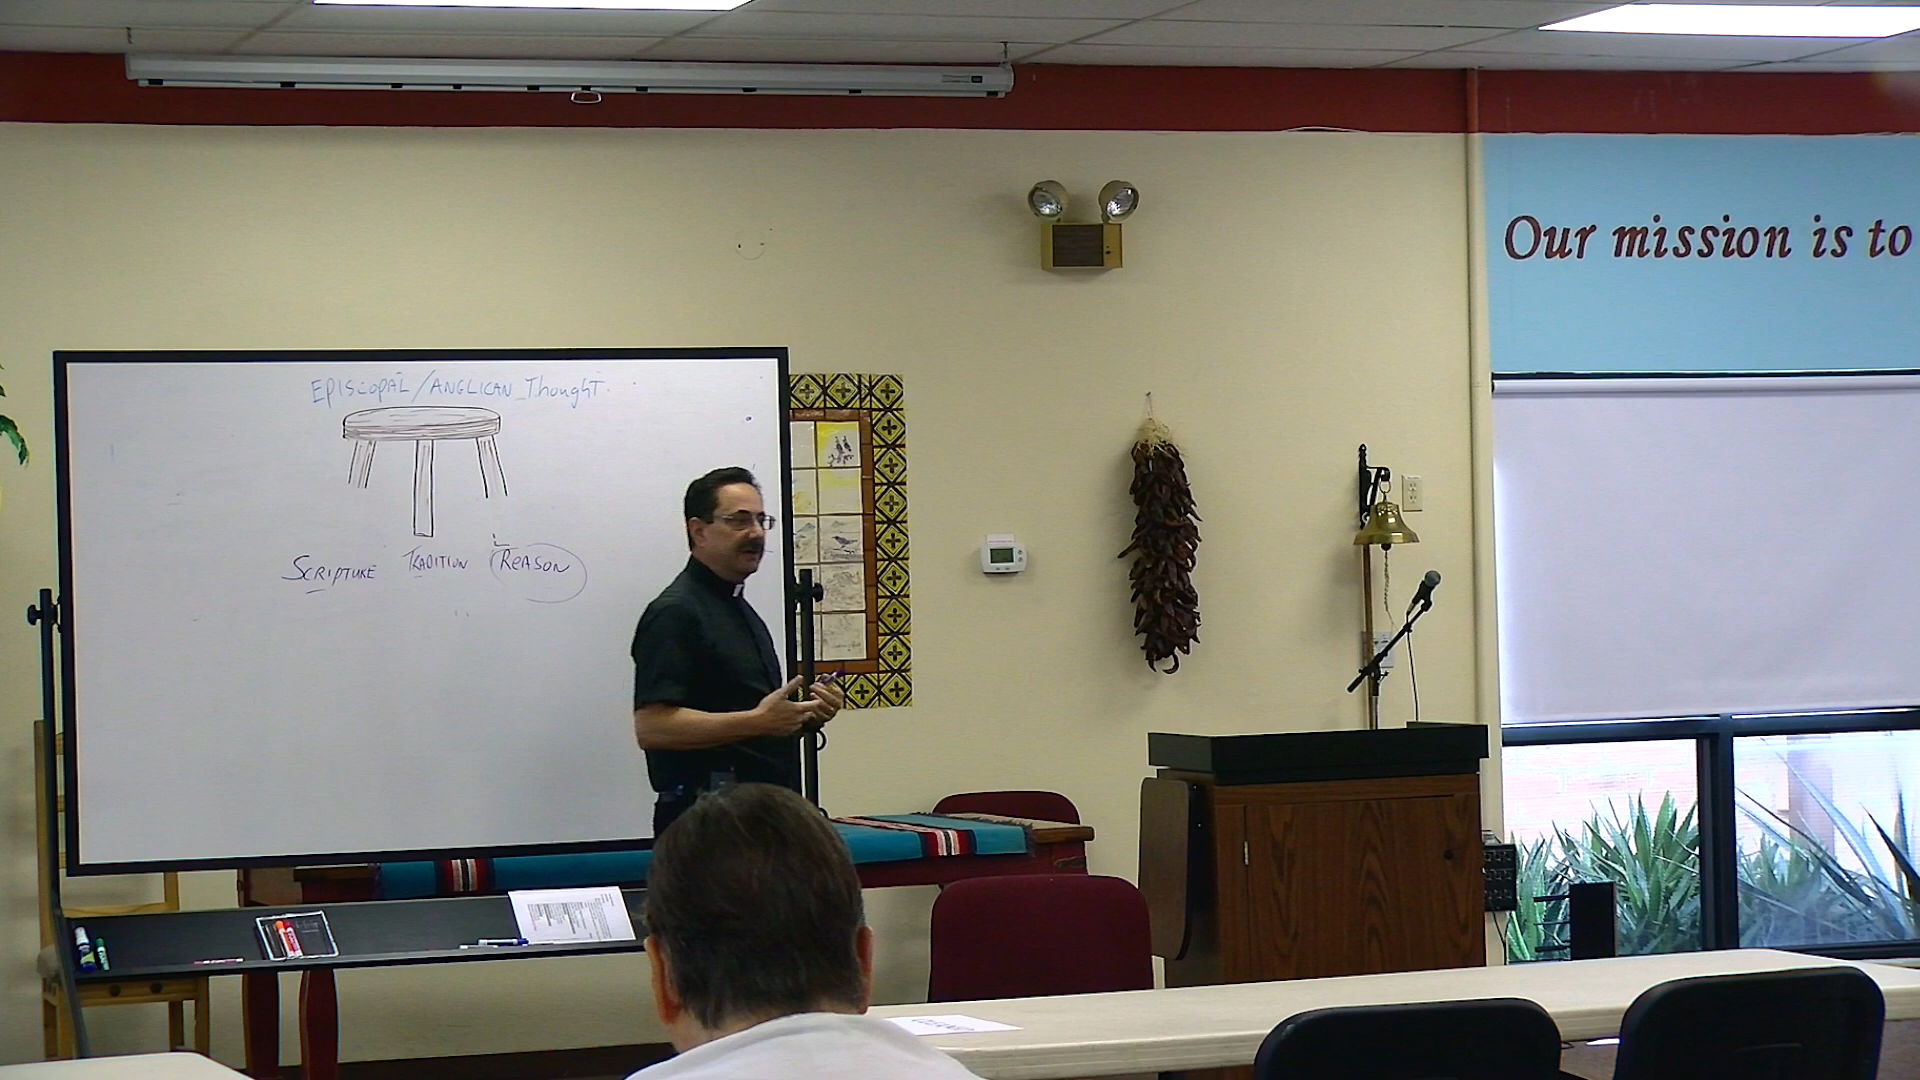 EPISCOPAL/ANGLICAN Thought
SCRIPTURE TRADITION REASON
Our mission is to